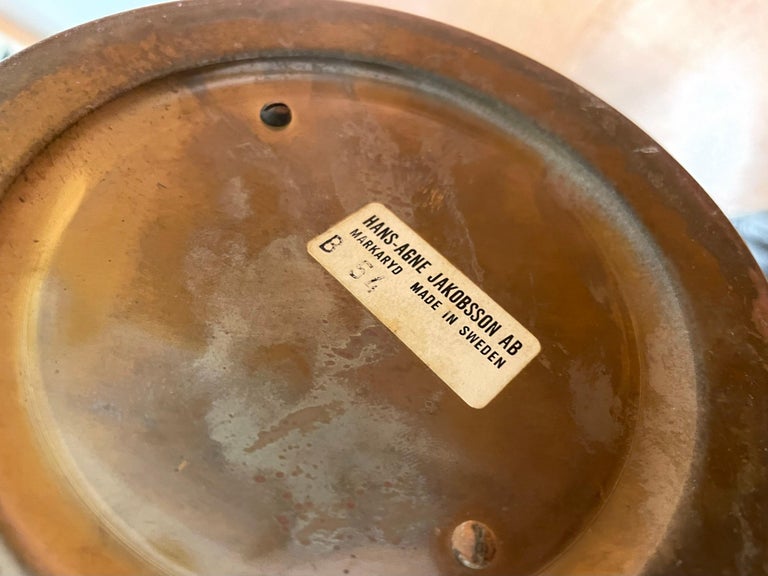 HANS-AGNE JAKOBSSON AB
MARKARYD MADE IN SWEDEN
B 54